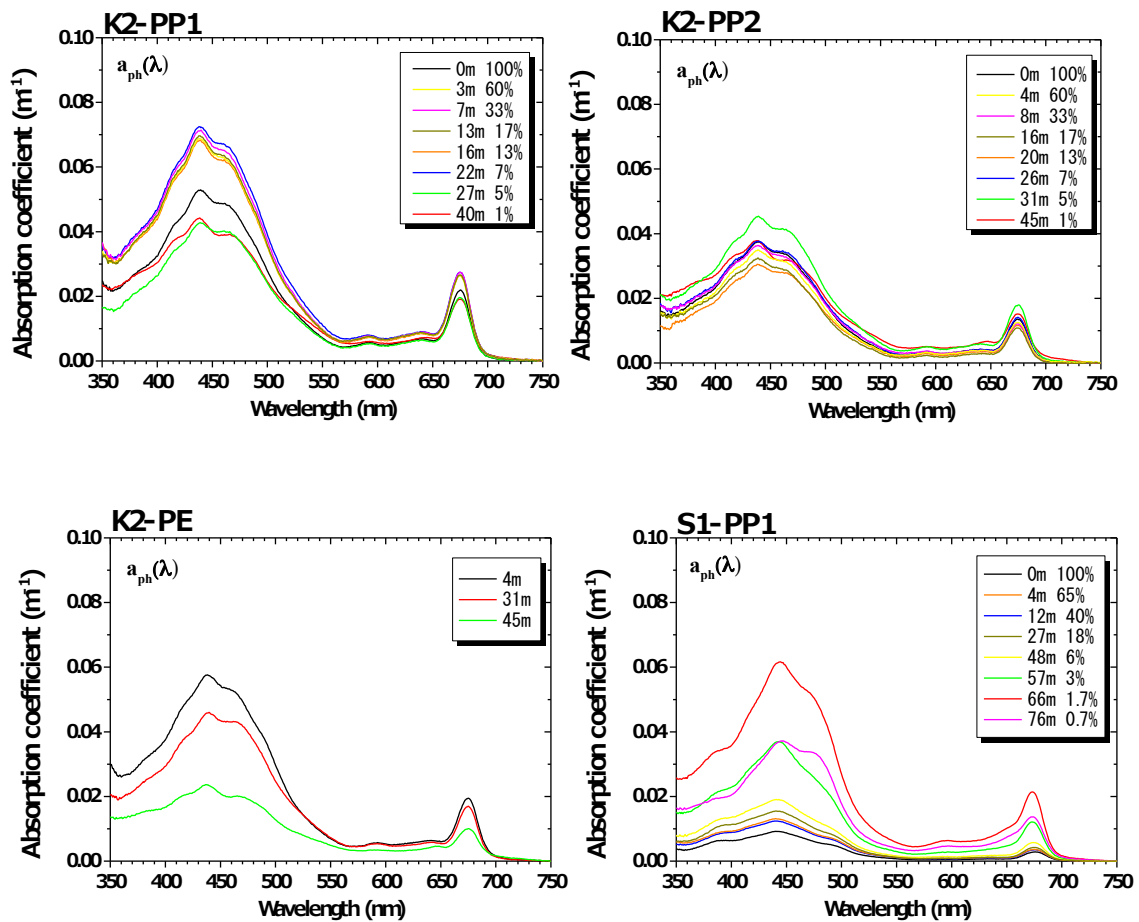 K2-PP1
a_ph(λ)
0m 100%
3m 60%
7m 33%
13m 17%
16m 13%
22m 7%
27m 5%
40m 1%
Absorption coefficient (m-1)
0.10
0.08
0.06
0.04
0.02
0.00
350 400 450 500 550 600 650 700 750
Wavelength (nm)
K2-PP2
a_ph(λ)
0m 100%
4m 60%
8m 33%
16m 17%
20m 13%
26m 7%
31m 5%
45m 1%
Absorption coefficient (m-1)
0.10
0.08
0.06
0.04
0.02
0.00
350 400 450 500 550 600 650 700 750
Wavelength (nm)
K2-PE
a_ph(λ)
4m
31m
45m
Absorption coefficient (m-1)
0.10
0.08
0.06
0.04
0.02
0.00
350 400 450 500 550 600 650 700 750
Wavelength (nm)
S1-PP1
a_ph(λ)
0m 100%
4m 65%
12m 40%
27m 18%
48m 6%
57m 3%
66m 1.7%
76m 0.7%
Absorption coefficient (m-1)
0.10
0.08
0.06
0.04
0.02
0.00
350 400 450 500 550 600 650 700 750
Wavelength (nm)